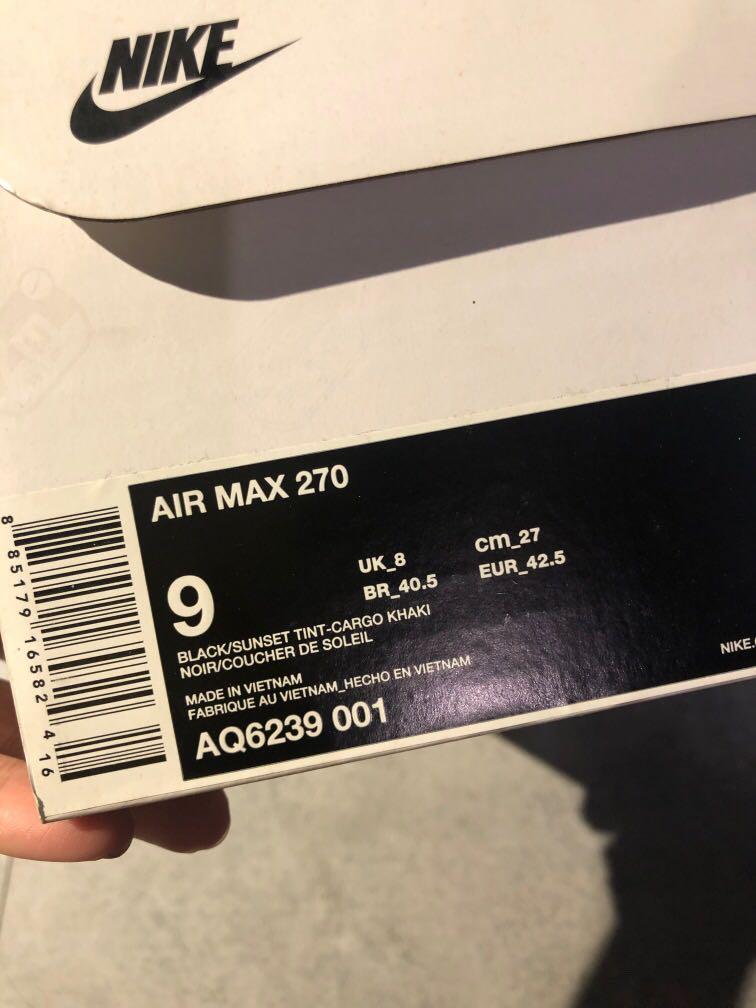 NIKE
AIR MAX 270
9
UK_8
cm_27
BR_40.5
EUR_42.5
BLACK/SUNSET TINT-CARGO KHAKI
NOIR/COUCHER DE SOLEIL
MADE IN VIETNAM
FABRIQUE AU VIETNAM_HECHO EN VIETNAM
AQ6239 001
NIKE.
8 85179 16582 4 16